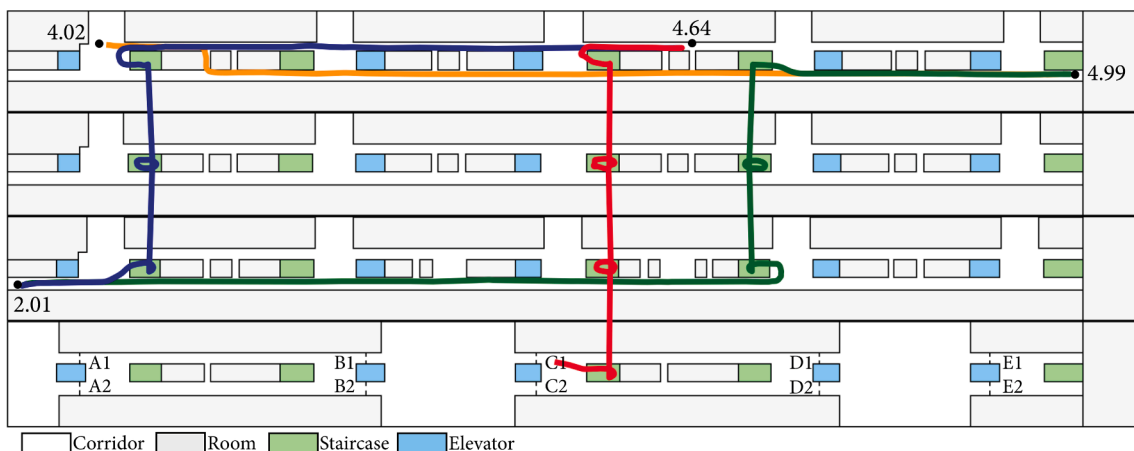 4.02
4.64
4.99
2.01
A1 B1 C1 D1 E1
A2 B2 C2 D2 E2
Corridor Room Staircase Elevator